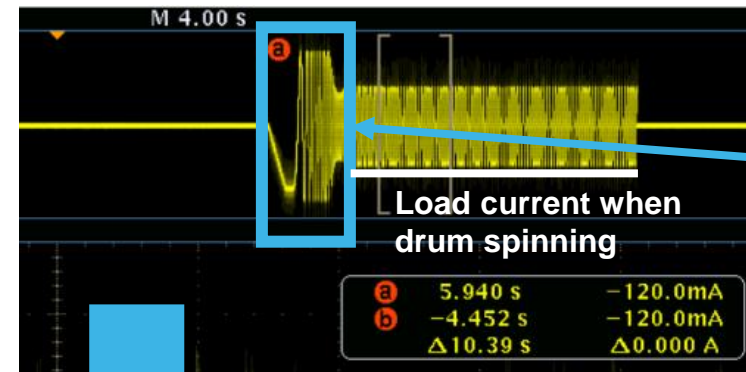 M 4.00 s
a
Load current when
drum spinning
a 5.940 s −120.0mA
b −4.452 s −120.0mA
Δ10.39 s Δ0.000 A